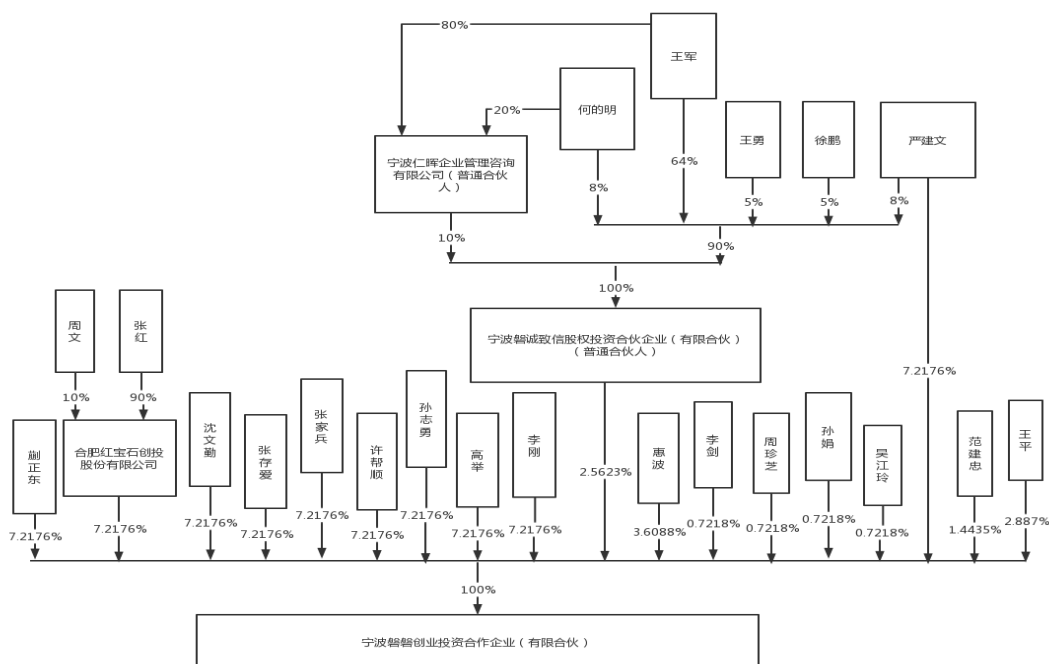 80%
王军
何的明
20%
宁波仁晖企业管理咨询
有限公司（普通合伙
人）
王勇
徐鹏
严建文
64%
8%
5%
5%
8%
10%
90%
100%
周
文
张
红
宁波磐诚致信股权投资合伙企业（有限合伙）
（普通合伙人）
7.2176%
10%
90%
蒯
正
东
合肥红宝石创投
股份有限公司
沈
文
勤
张
存
爱
张
家
兵
许
帮
顺
孙
志
勇
高
举
李
刚
2.5623%
惠
波
李
剑
周
珍
芝
孙
娟
吴
江
玲
范
建
忠
王
平
7.2176%
7.2176%
7.2176%
7.2176%
7.2176%
7.2176%
7.2176%
7.2176%
7.2176%
3.6088%
0.7218%
0.7218%
0.7218%
0.7218%
1.4435%
2.887%
100%
宁波磐磐创业投资合作企业（有限合伙）